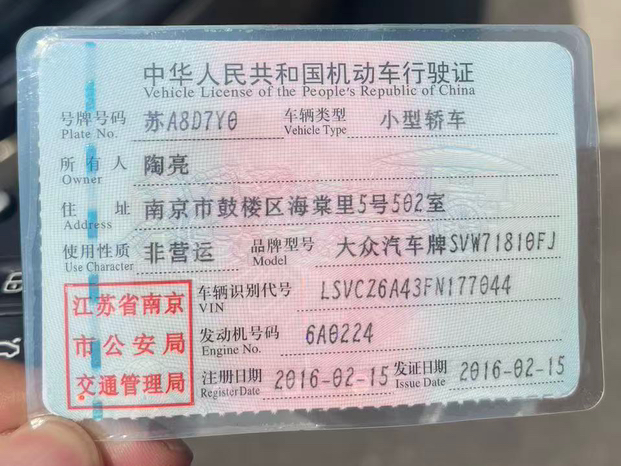 中华人民共和国机动车行驶证
Vehicle License of the People's Republic of China
号牌号码 苏A8D7Y0 车辆类型 小型轿车
Plate No. Vehicle Type
所有人 陶亮
Owner
住址 南京市鼓楼区海棠里5号502室
Address
使用性质 非营运 品牌型号 大众汽车牌SVW71810FJ
Use Character Model
江苏省南京
市公安局
交通管理局
车辆识别代号 LSVCZ6A43FN177044
VIN
发动机号码 6A0224
Engine No.
注册日期 2016-02-15 发证日期 2016-02-15
Register Date Issue Date